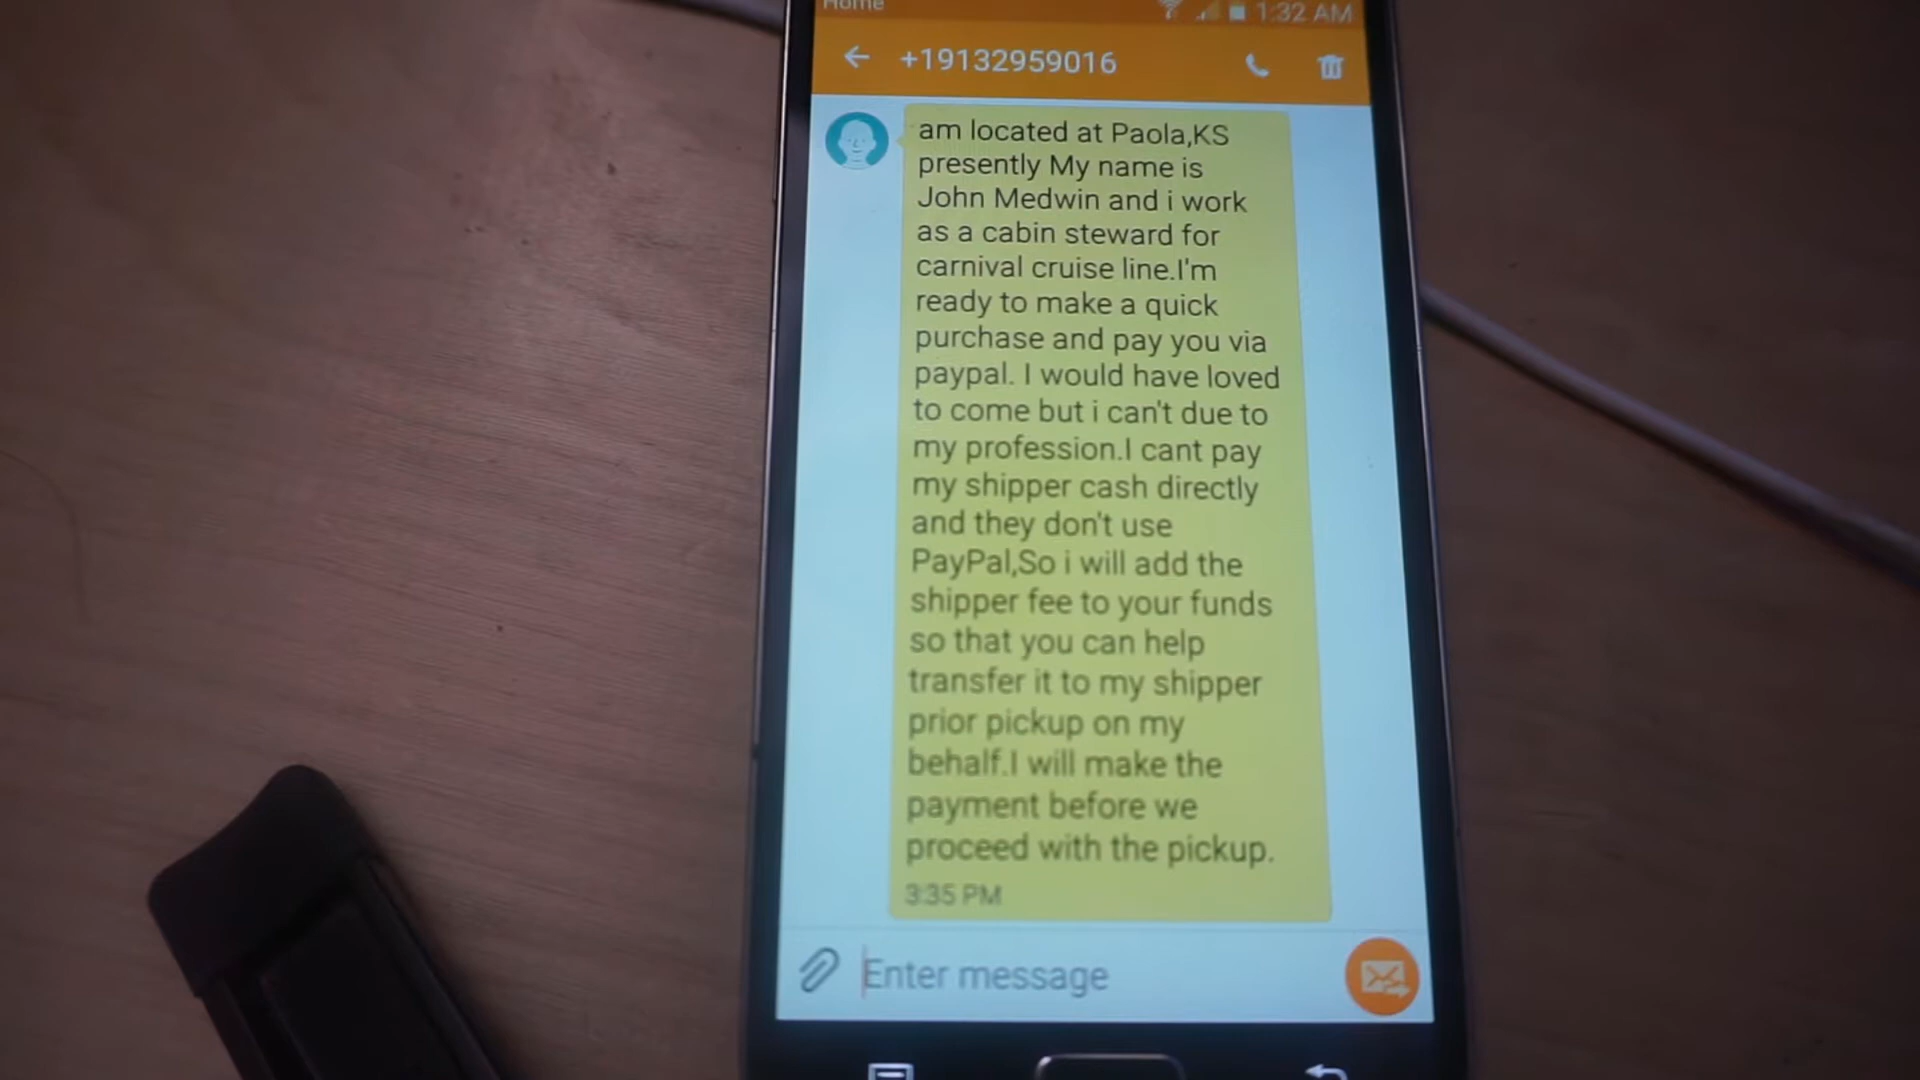 Home 1:32 AM
+19132959016
am located at Paola,KS
presently My name is
John Medwin and i work
as a cabin steward for
carnival cruise line.I'm
ready to make a quick
purchase and pay you via
paypal. I would have loved
to come but i can't due to
my profession.I cant pay
my shipper cash directly
and they don't use
PayPal,So i will add the
shipper fee to your funds
so that you can help
transfer it to my shipper
prior pickup on my
behalf.I will make the
payment before we
proceed with the pickup.
3:35 PM
Enter message